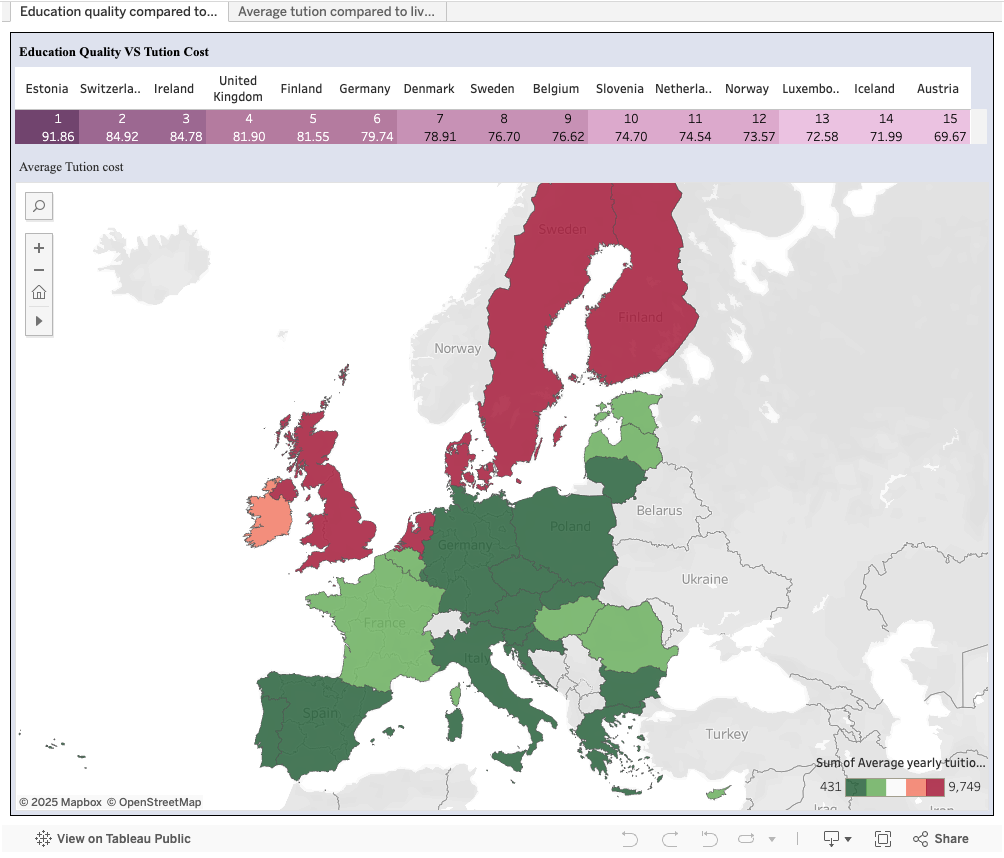 Education quality compared to...
Average tution compared to liv...
Education Quality VS Tution Cost
Estonia Switzerla.. Ireland United Kingdom Finland Germany Denmark Sweden Belgium Slovenia Netherla.. Norway Luxembo.. Iceland Austria
1 2 3 4 5 6 7 8 9 10 11 12 13 14 15
91.86 84.92 84.78 81.90 81.55 79.74 78.91 76.70 76.62 74.70 74.54 73.57 72.58 71.99 69.67
Average Tution cost
Sweden
Finland
Norway
Belarus
Poland
Germany
Ukraine
France
Italy
Spain
Turkey
Sum of Average yearly tuitio...
431 9,749
Iraq
Iran
© 2025 Mapbox © OpenStreetMap
View on Tableau Public
Share